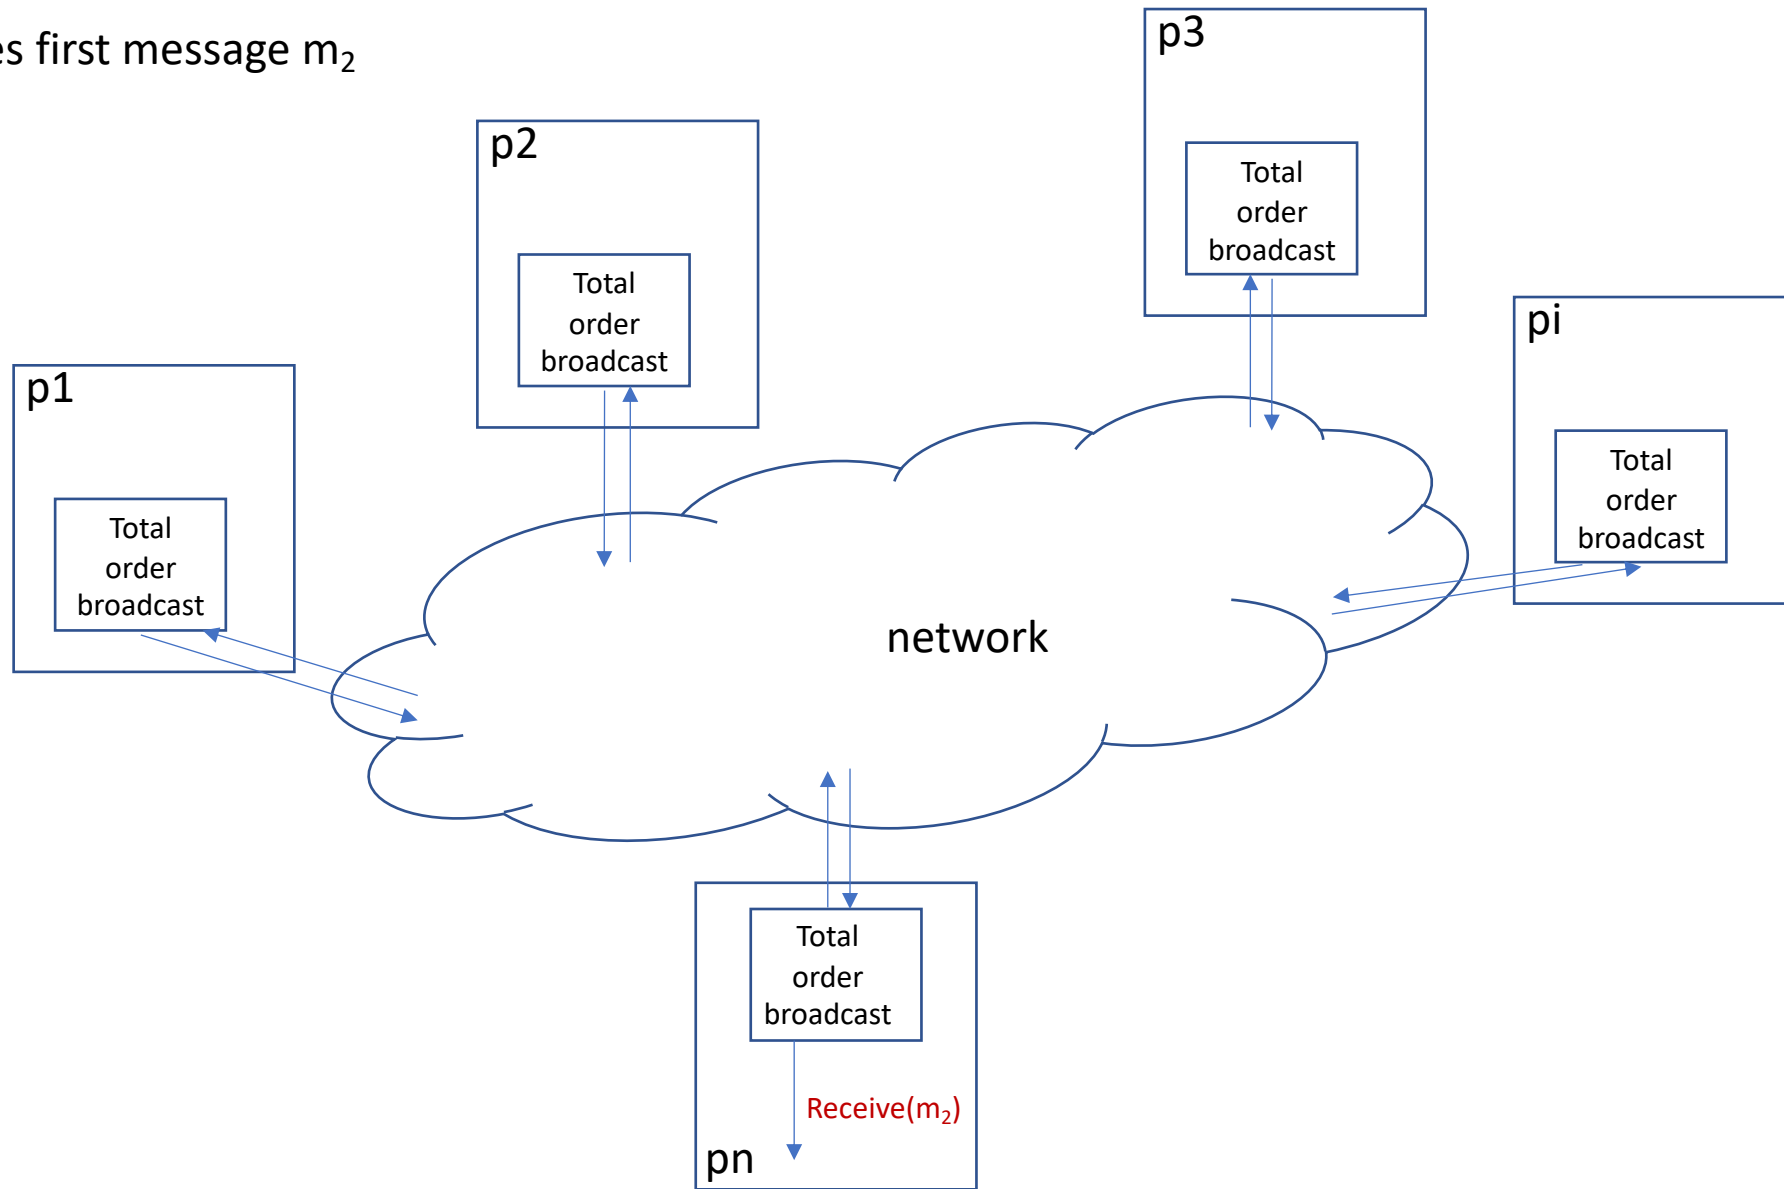 es first message m₂
p3
Total
order
broadcast
p2
Total
order
broadcast
pi
Total
order
broadcast
p1
Total
order
broadcast
network
Total
order
broadcast
Receive(m₂)
pn